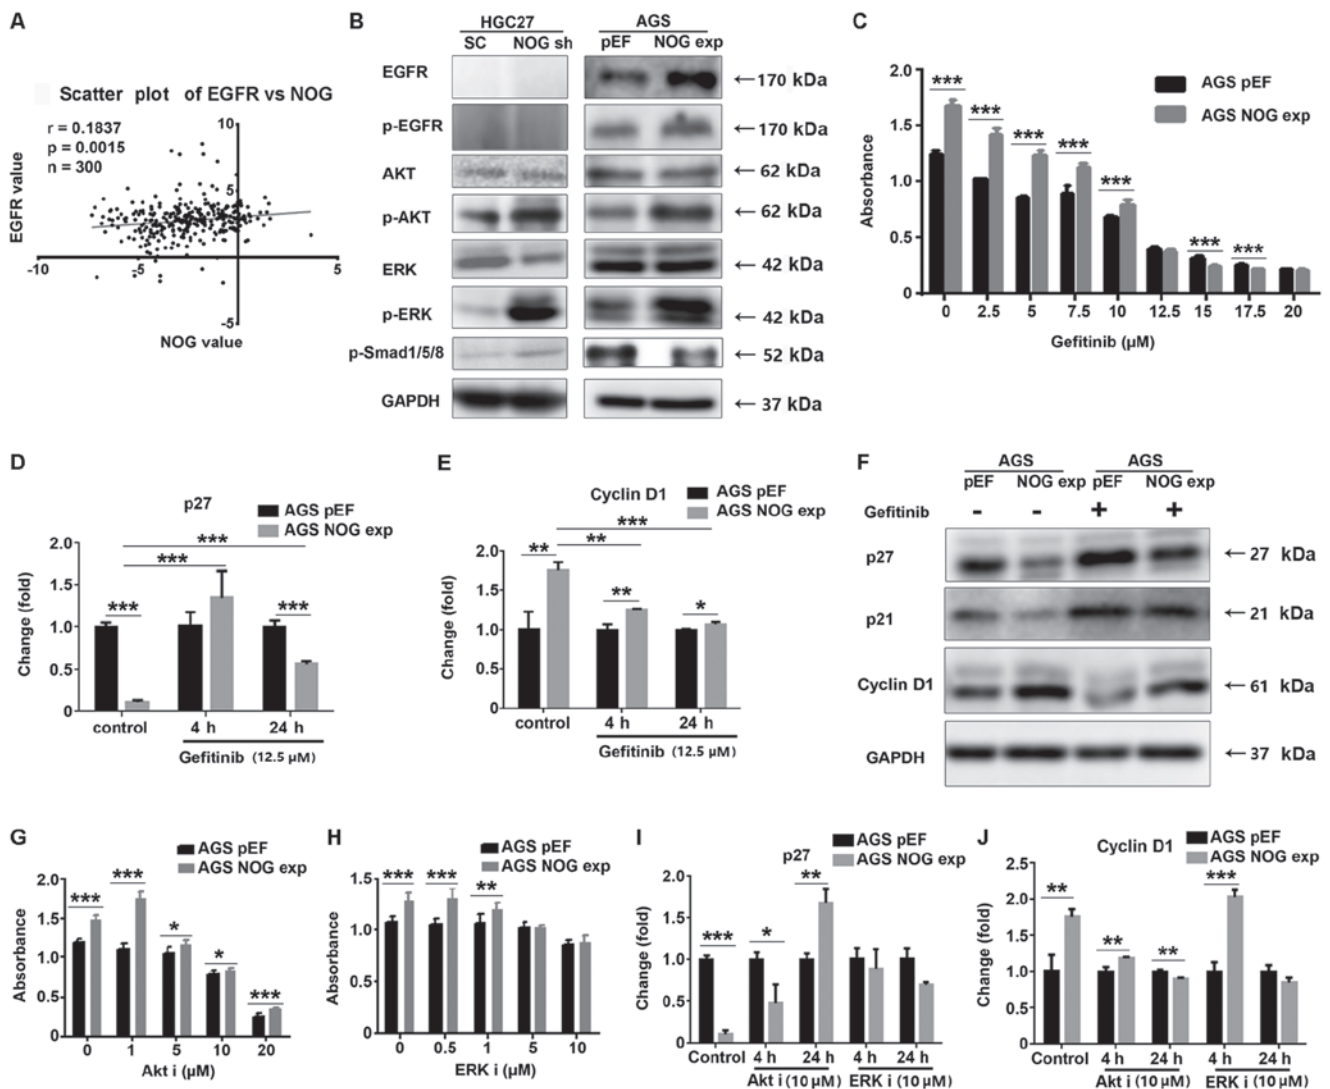 A
Scatter plot of EGFR vs NOG
r = 0.1837
p = 0.0015
n = 300
10
5
-10
-5
5
-5
EGFR value
NOG value
B
HGC27
AGS
SC
NOG sh
pEF
NOG exp
EGFR
←170 kDa
p-EGFR
←170 kDa
AKT
←62 kDa
p-AKT
←62 kDa
ERK
←42 kDa
p-ERK
←42 kDa
p-Smad1/5/8
←52 kDa
GAPDH
←37 kDa
C
AGS pEF
AGS NOG exp
2.0
1.5
1.0
0.5
0
Absorbance
***
***
***
***
***
***
***
0 2.5 5 7.5 10 12.5 15 17.5 20
Gefitinib (µM)
D
p27
AGS pEF
AGS NOG exp
2.0
1.5
1.0
0.5
0
Change (fold)
***
***
***
***
control 4 h 24 h
Gefitinib (12.5 µM)
E
Cyclin D1
AGS pEF
AGS NOG exp
2.0
1.5
1.0
0.5
0
Change (fold)
***
**
**
**
*
control 4 h 24 h
Gefitinib (12.5 µM)
F
AGS
AGS
pEF
NOG exp
pEF
NOG exp
Gefitinib - - + +
p27
←27 kDa
p21
←21 kDa
Cyclin D1
←61 kDa
GAPDH
←37 kDa
G
AGS pEF
AGS NOG exp
2.0
1.5
1.0
0.5
0
Absorbance
***
***
*
*
***
0 1 5 10 20
Akt i (µM)
H
AGS pEF
AGS NOG exp
1.5
1.0
0.5
0
Absorbance
***
***
**
0 0.5 1 5 10
ERK i (µM)
I
p27
AGS pEF
AGS NOG exp
2.0
1.5
1.0
0.5
0
Change (fold)
***
*
**
Control 4 h 24 h 4 h 24 h
Akt i (10 µM) ERK i (10 µM)
J
Cyclin D1
AGS pEF
AGS NOG exp
2.5
2.0
1.5
1.0
0.5
0
Change (fold)
**
**
**
***
Control 4 h 24 h 4 h 24 h
Akt i (10 µM) ERK i (10 µM)